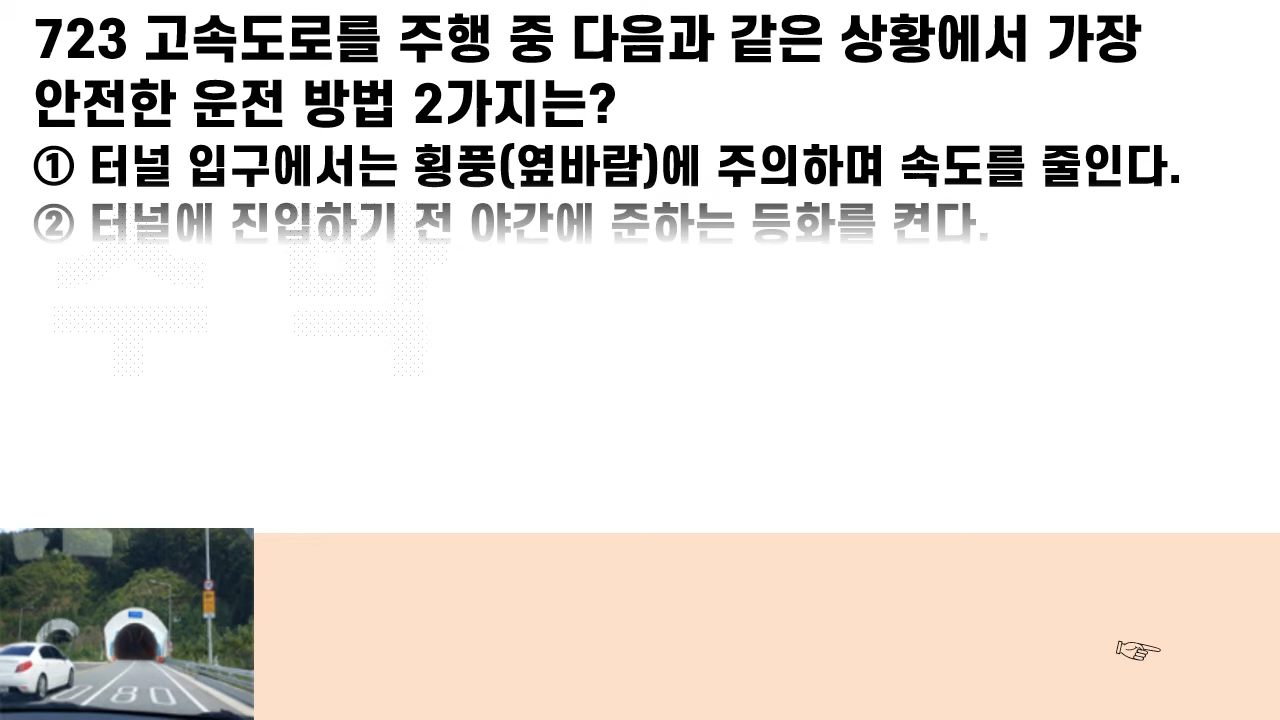 723 고속도로를 주행 중 다음과 같은 상황에서 가장
안전한 운전 방법 2가지는?
① 터널 입구에서는 횡풍(옆바람)에 주의하며 속도를 줄인다.
② 터널에 진입하기 전 야간에 준하는 등화를 켠다.
80